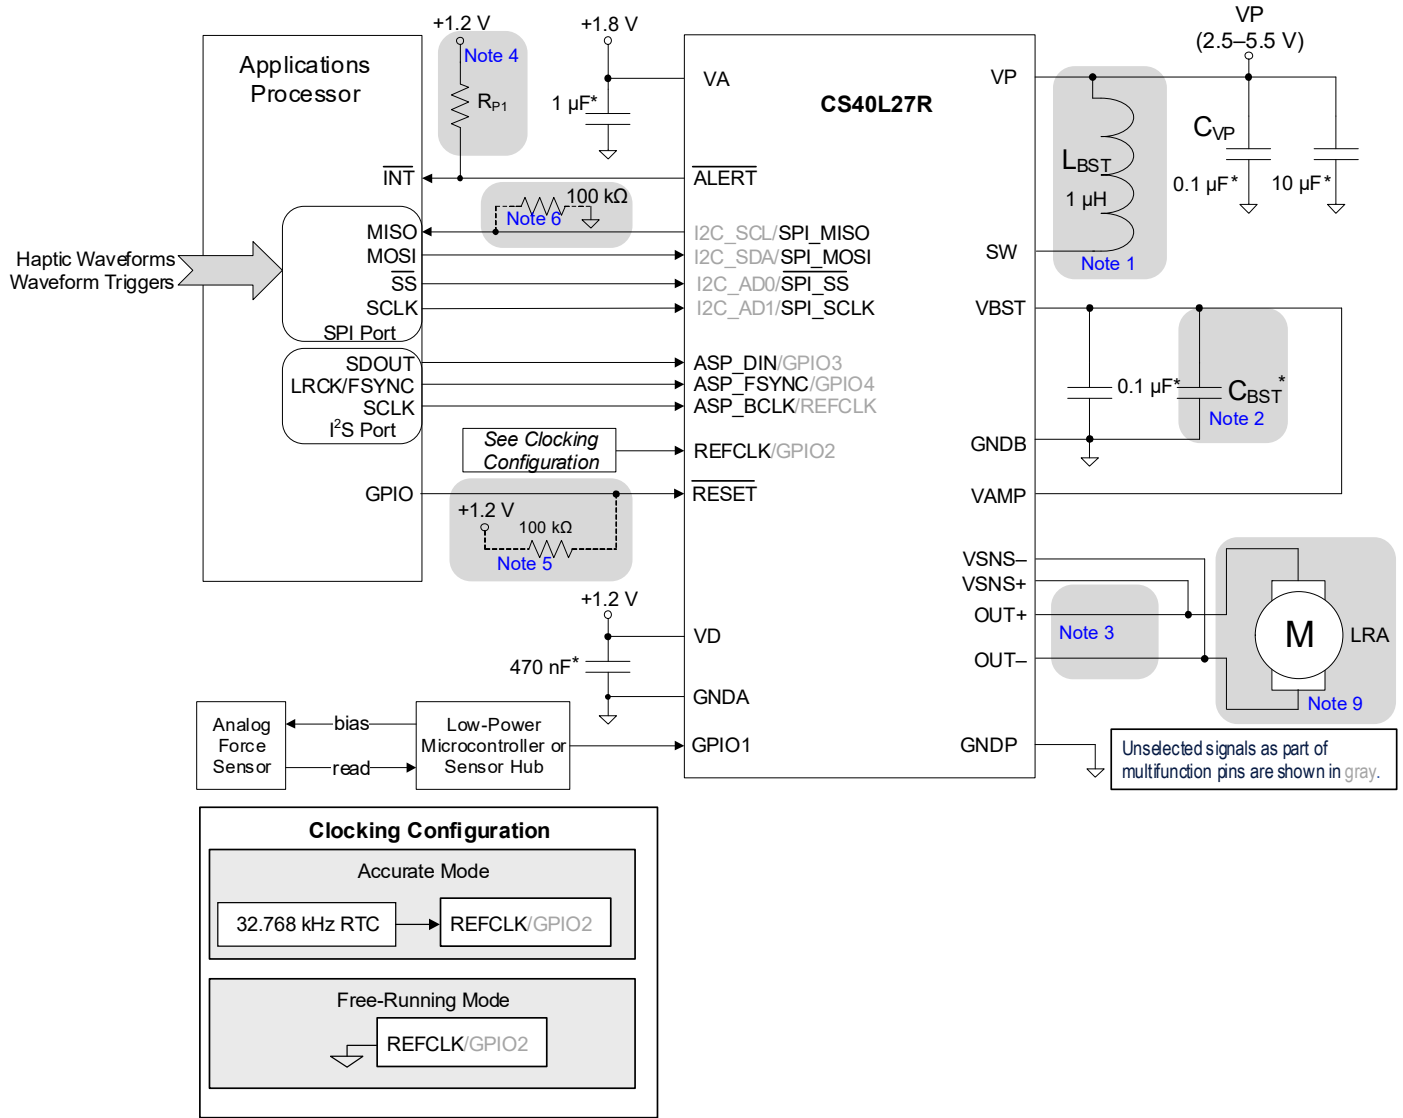 +1.2 V
Note 4
RP1
+1.8 V
1 µF*
VP
(2.5–5.5 V)
Applications
Processor
CS40L27R
VA
VP
LBST
1 µH
Note 1
CVP
0.1 µF*
10 µF*
INT
ALERT
100 kΩ
Note 6
Haptic Waveforms
Waveform Triggers
MISO
MOSI
SS
SCLK
SPI Port
I2C_SCL/SPI_MISO
I2C_SDA/SPI_MOSI
I2C_AD0/SPI_SS
I2C_AD1/SPI_SCLK
SW
VBST
SDOUT
LRCK/FSYNC
SCLK
I2S Port
ASP_DIN/GPIO3
ASP_FSYNC/GPIO4
ASP_BCLK/REFCLK
0.1 µF*
CBST*
Note 2
See Clocking
Configuration
REFCLK/GPIO2
GNDB
GPIO
RESET
VAMP
+1.2 V
100 kΩ
Note 5
VSNS–
VSNS+
OUT+
OUT–
Note 3
M
LRA
Note 9
+1.2 V
VD
470 nF*
GNDA
Analog
Force
Sensor
bias
read
Low-Power
Microcontroller or
Sensor Hub
GPIO1
GNDP
Unselected signals as part of
multifunction pins are shown in gray.
Clocking Configuration
Accurate Mode
32.768 kHz RTC
REFCLK/GPIO2
Free-Running Mode
REFCLK/GPIO2